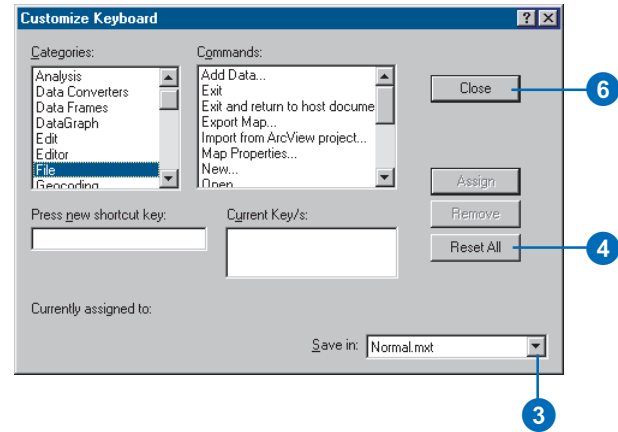 Customize Keyboard
Categories:
Analysis
Data Converters
Data Frames
DataGraph
Edit
Editor
File
Geocoding
Commands:
Add Data...
Exit
Exit and return to host docume
Export Map...
Import from ArcView project...
Map Properties...
New...
Open
Close
6
Assign
Remove
Reset All
4
Press new shortcut key:
Current Key/s:
Currently assigned to:
Save in:
Normal.mxt
3